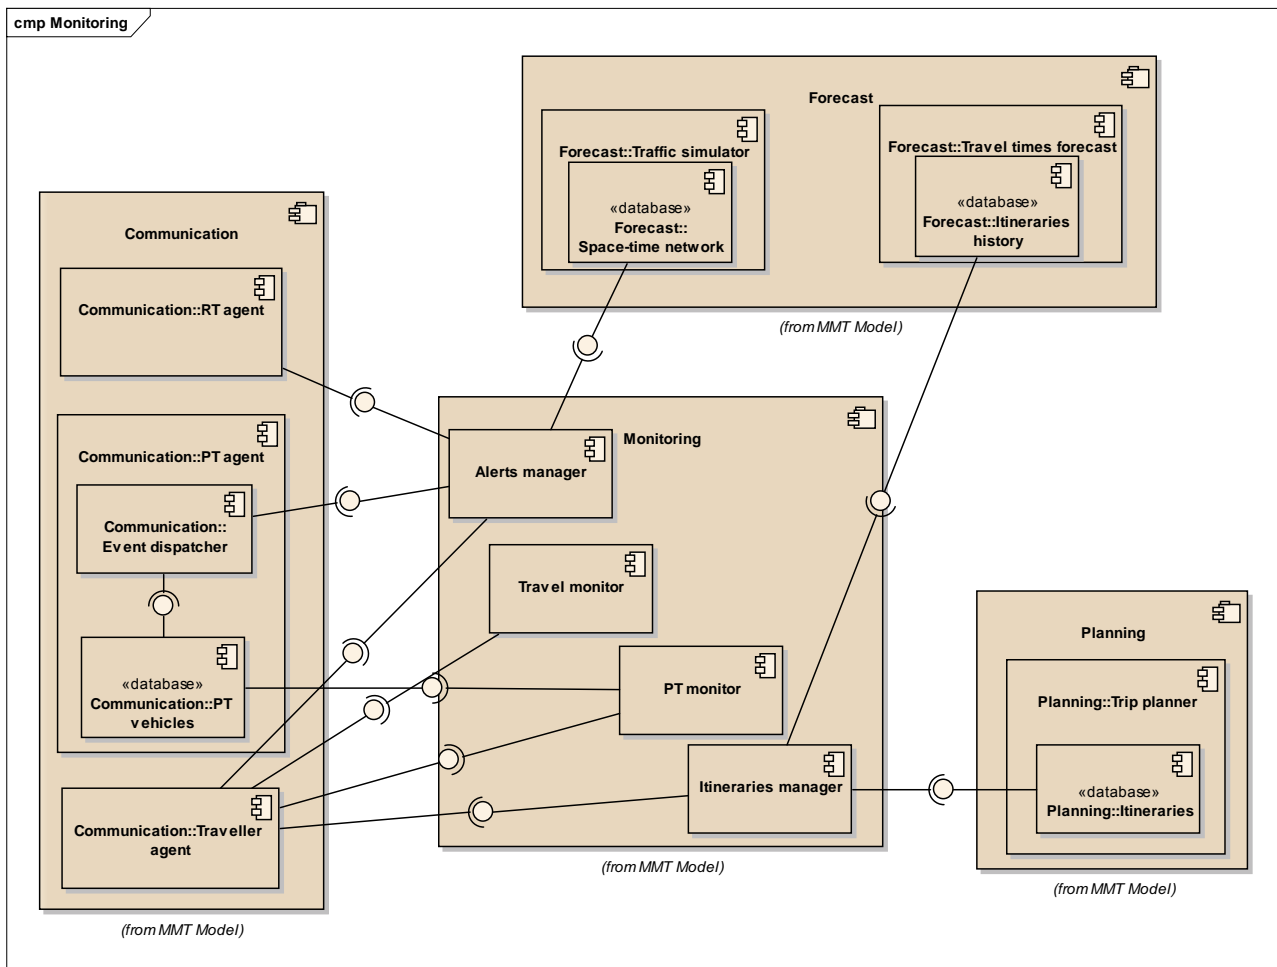 cmp Monitoring
Forecast
Forecast::Traffic simulator
«database»
Forecast::
Space-time network
Forecast::Travel times forecast
«database»
Forecast::Itineraries
history
(from MMT Model)
Communication
Communication::RT agent
Communication::PT agent
Communication::
Event dispatcher
«database»
Communication::PT
vehicles
Communication::Traveller
agent
(from MMT Model)
Monitoring
Alerts manager
Travel monitor
PT monitor
Itineraries manager
(from MMT Model)
Planning
Planning::Trip planner
«database»
Planning::Itineraries
(from MMT Model)